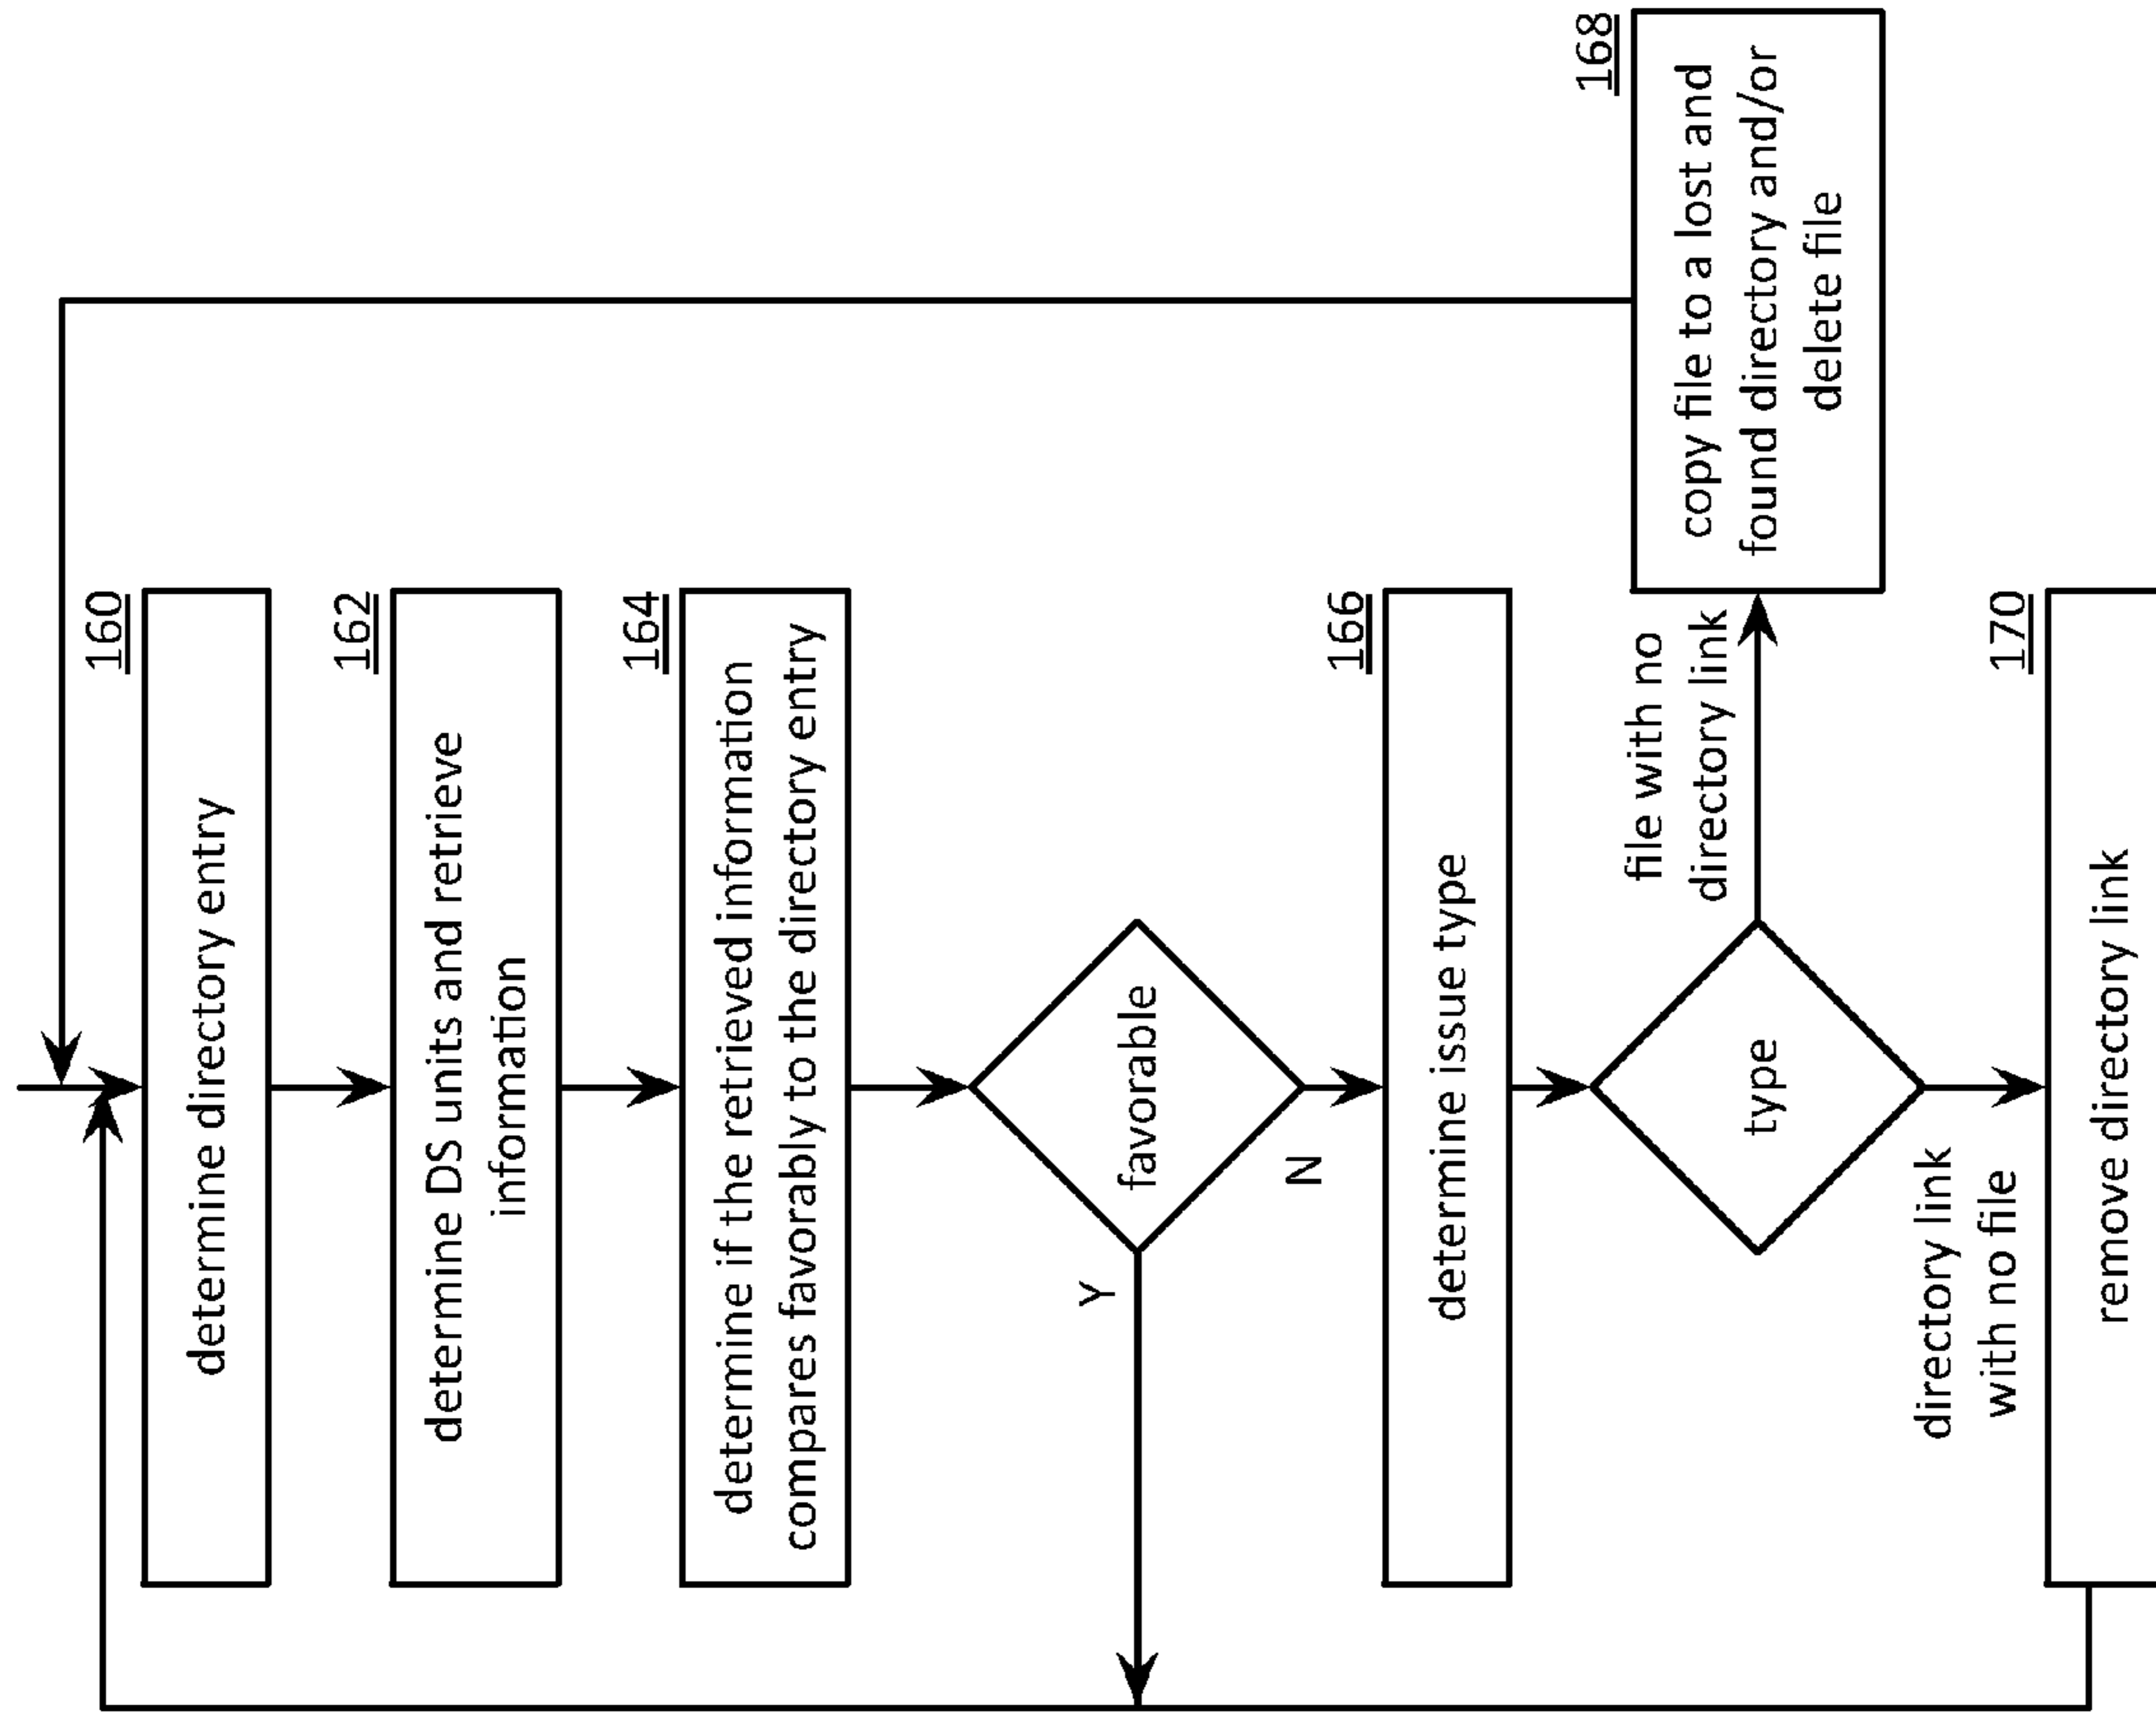 160
determine directory entry
162
determine DS units and retrieve
information
164
determine if the retrieved information
compares favorably to the directory entry
favorable
Y
N
166
determine issue type
type
file with no
directory link
168
copy file to a lost and
found directory and/or
delete file
directory link
with no file
170
remove directory link